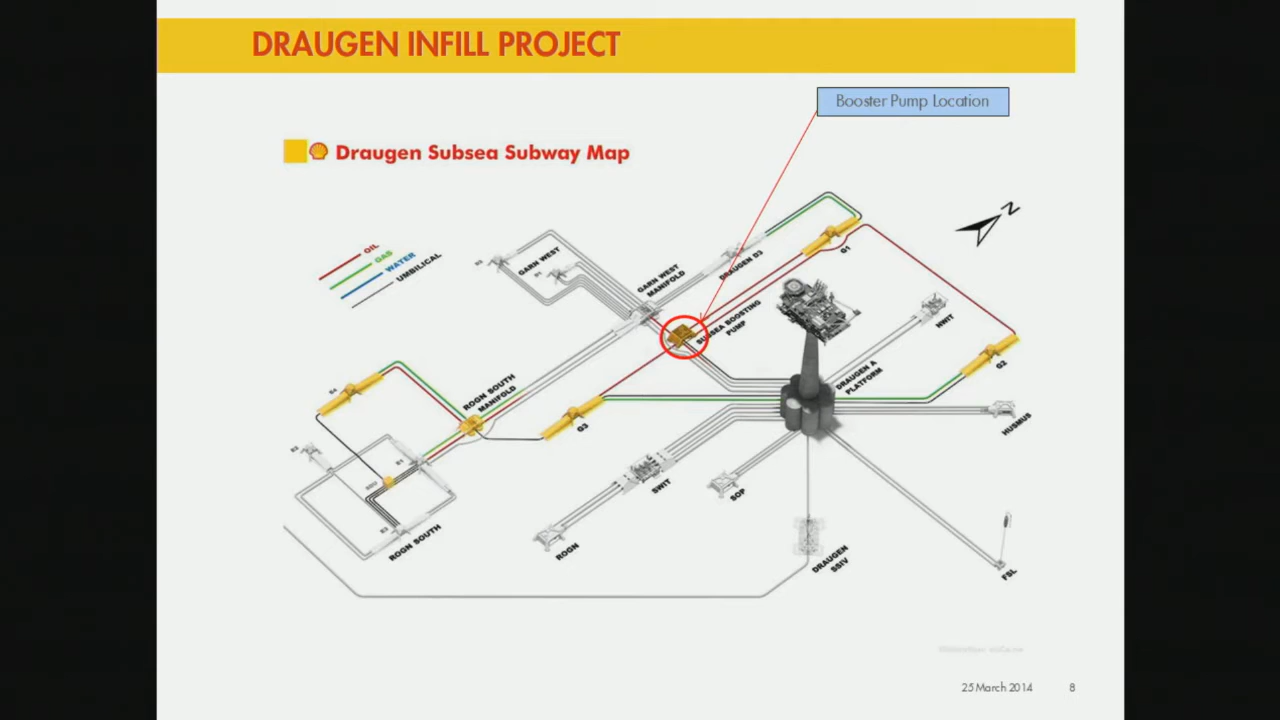 DRAUGEN INFILL PROJECT
Booster Pump Location
Draugen Subsea Subway Map
OIL
GAS
WATER
UMBILICAL
GARN WEST
GARN WEST
MANIFOLD
DRAUGEN D3
G1
SUBSEA BOOSTING
PUMP
NWIT
G2
DRAUGEN A
PLATFORM
HUSMUS
ROGN SOUTH
MANIFOLD
G3
SWIT
SOP
ROGN
ROGN SOUTH
DRAUGEN
SSIV
FSL
25 March 2014
8